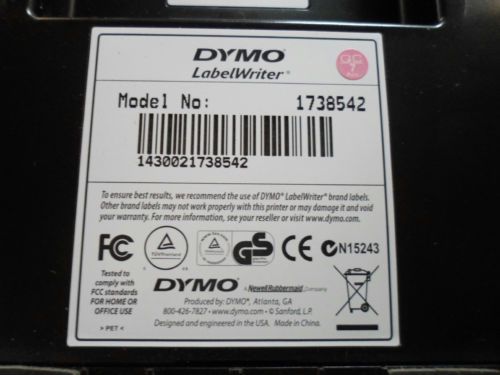 DYMO
LabelWriter®
Model No: 1738542
1430021738542
To ensure best results, we recommend the use of DYMO® LabelWriter® brand labels.
Other brand labels may not work properly with this printer or may damage it and void
your warranty. For more information, see your reseller or visit www.dymo.com.
FC
GS
CE
N15243
Tested to
comply with
FCC standards
FOR HOME OR
OFFICE USE
> PET <
DYMO®
A NewellRubbermaid Company
Produced by: DYMO®, Atlanta, GA
800-426-7827 • www.dymo.com • © Sanford, L.P.
Designed and engineered in the USA. Made in China.